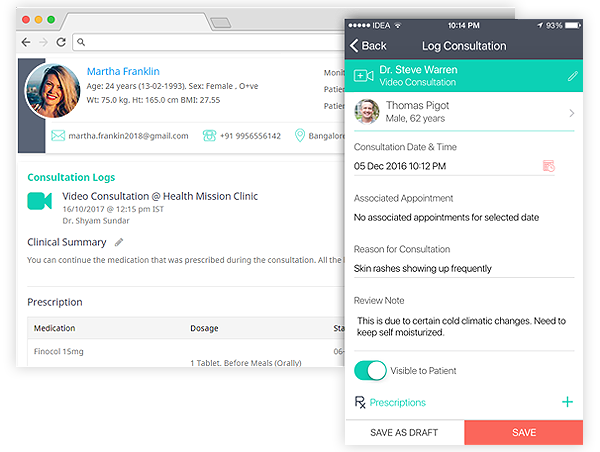 Martha Franklin
Age: 24 years (13-02-1993), Sex: Female , O+ve
Wt: 75.0 kg. Ht: 165.0 cm BMI: 27.55
Monit
Patie
Patie
martha.frankin2018@gmail.com
+91 9956556142
Bangalore
Consultation Logs
Video Consultation @ Health Mission Clinic
16/10/2017 @ 12:15 pm IST
Dr. Shyam Sundar
Clinical Summary
You can continue the medication that was prescribed during the consultation. All the
Prescription
Medication Dosage Sta
Finocol 15mg 06-
1 Tablet, Before Meals (Orally)
IDEA 10:14 PM 93%
Back Log Consultation
Dr. Steve Warren
Video Consultation
Thomas Pigot
Male, 62 years
Consultation Date & Time
05 Dec 2016 10:12 PM
Associated Appointment
No associated appointments for selected date
Reason for Consultation
Skin rashes showing up frequently
Review Note
This is due to certain cold climatic changes. Need to
keep self moisturized.
Visible to Patient
Rx Prescriptions +
SAVE AS DRAFT SAVE